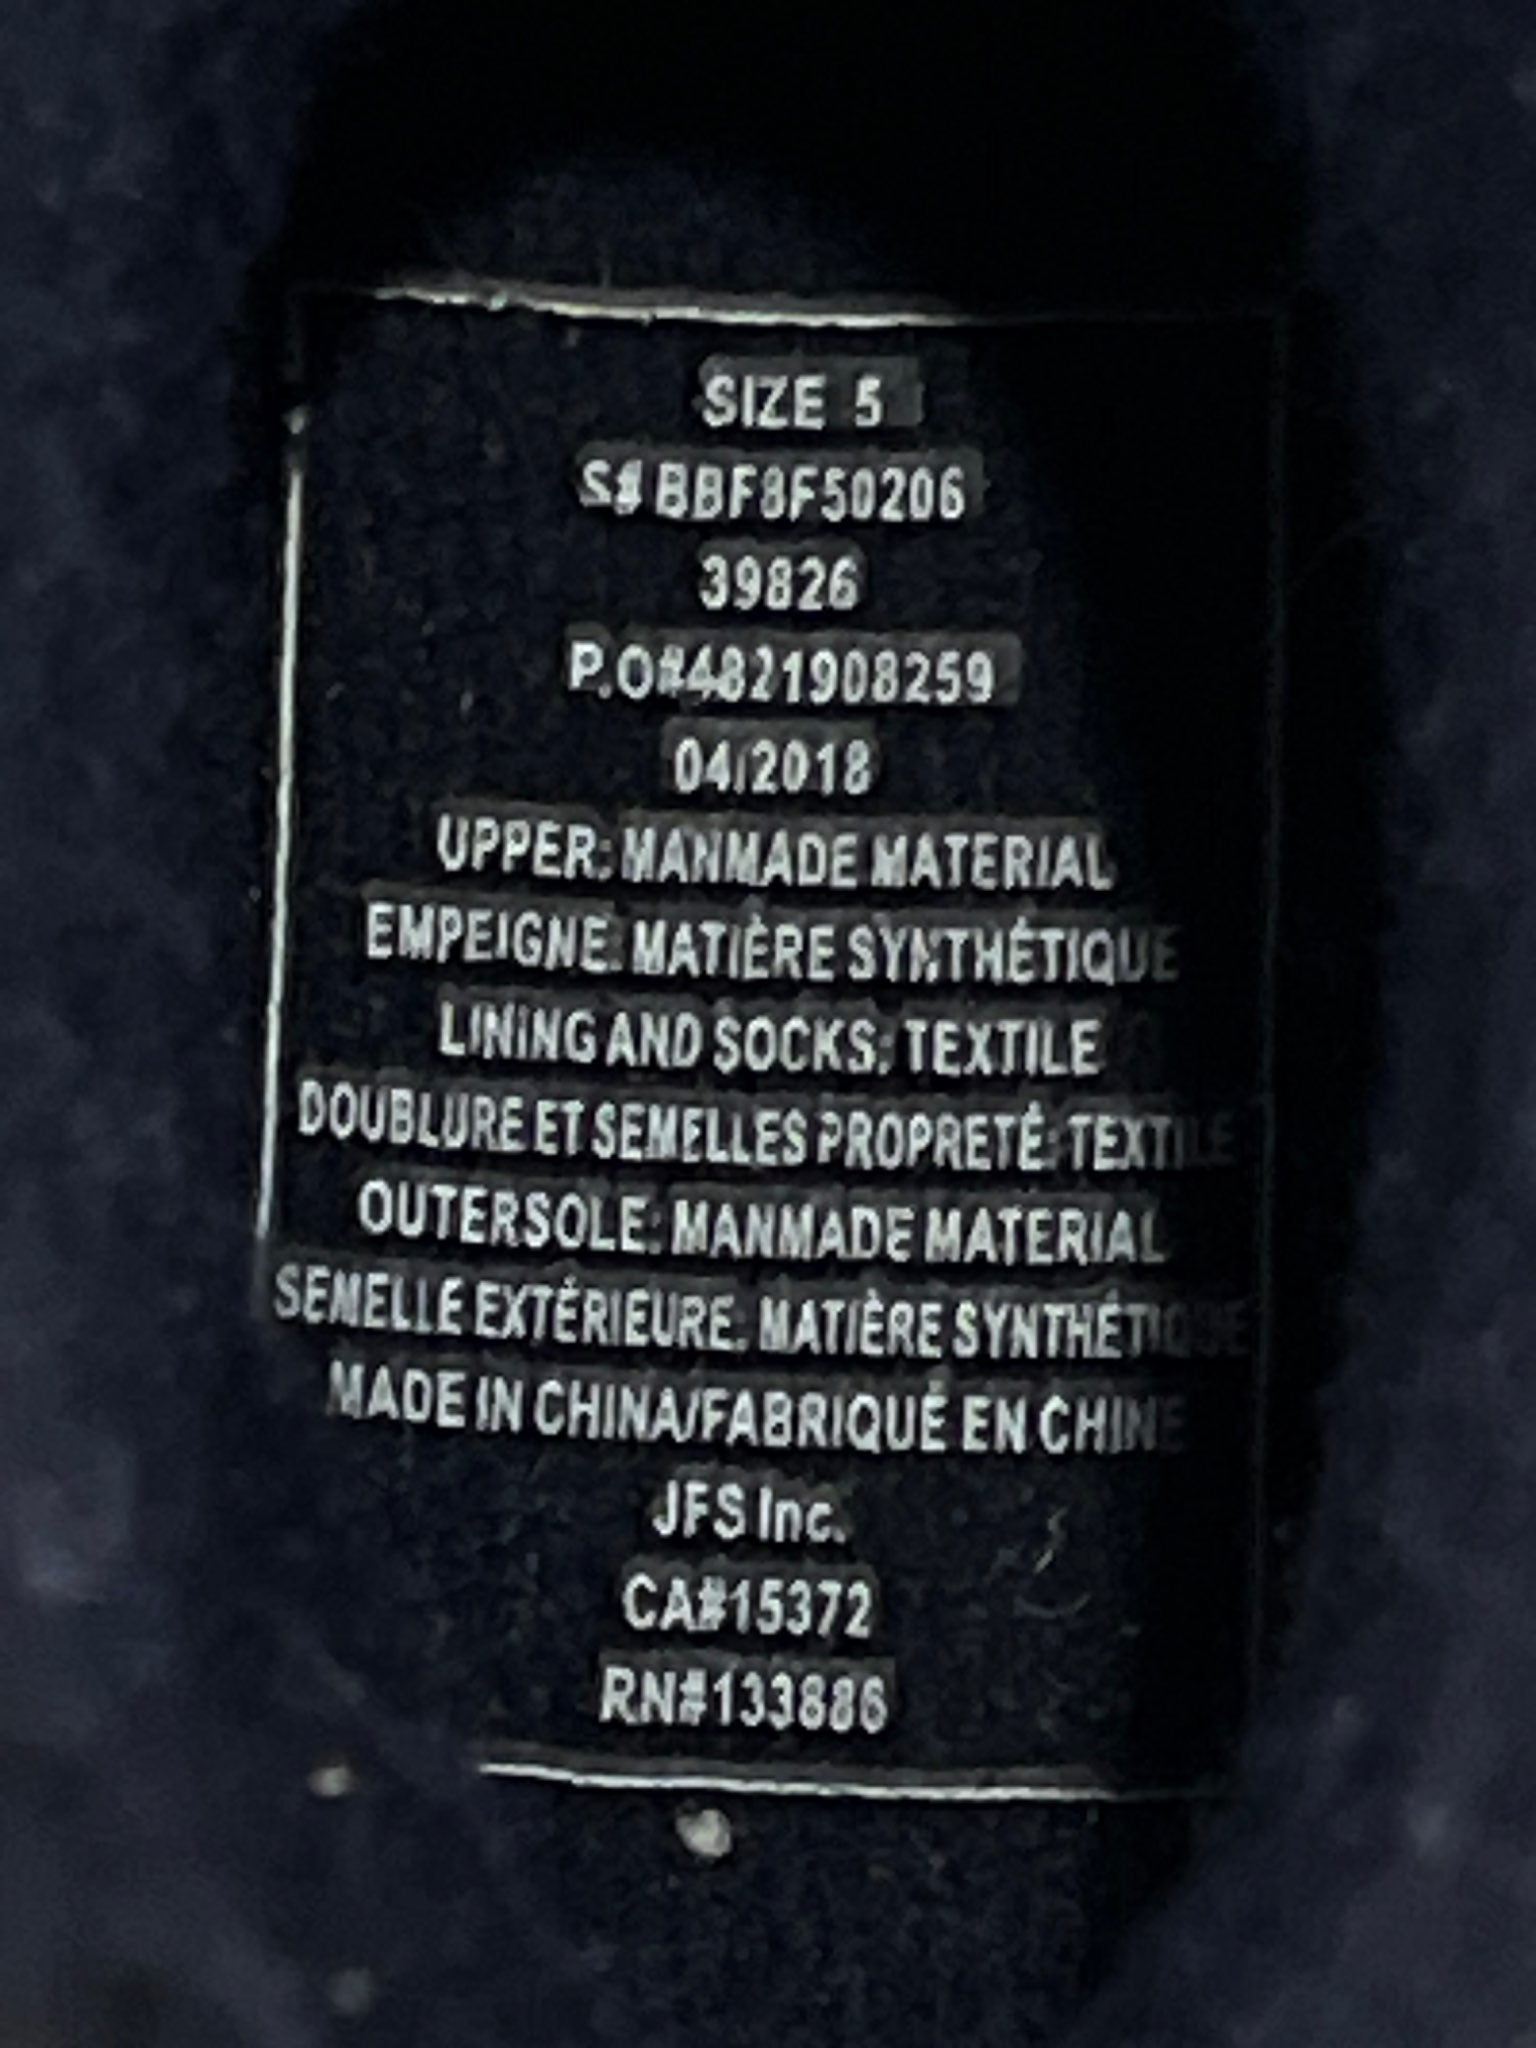 SIZE 5
S# BBF8F50206
39826
P.O#4821908259
04/2018
UPPER: MANMADE MATERIAL
EMPEIGNE: MATIÈRE SYNTHÉTIQUE
LINING AND SOCKS: TEXTILE
DOUBLURE ET SEMELLES PROPRETÉ: TEXTILE
OUTERSOLE: MANMADE MATERIAL
SEMELLE EXTÉRIEURE: MATIÈRE SYNTHÉTIQUE
MADE IN CHINA/FABRIQUÉ EN CHINE
JFS Inc.
CA#15372
RN#133886